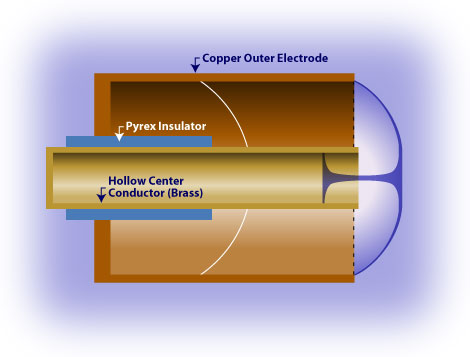 Copper Outer Electrode
Pyrex Insulator
Hollow Center
Conductor (Brass)